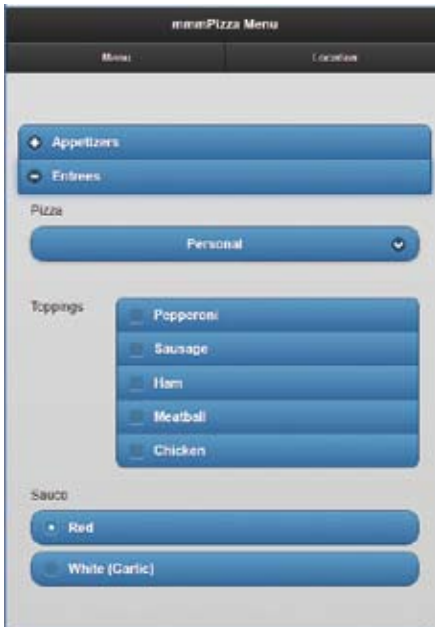 mmmPizza Menu
Menu Location
Appetizers
Entrees
Pizza
Personal
Toppings
Pepperoni
Sausage
Ham
Meatball
Chicken
Sauce
Red
White (Garlic)